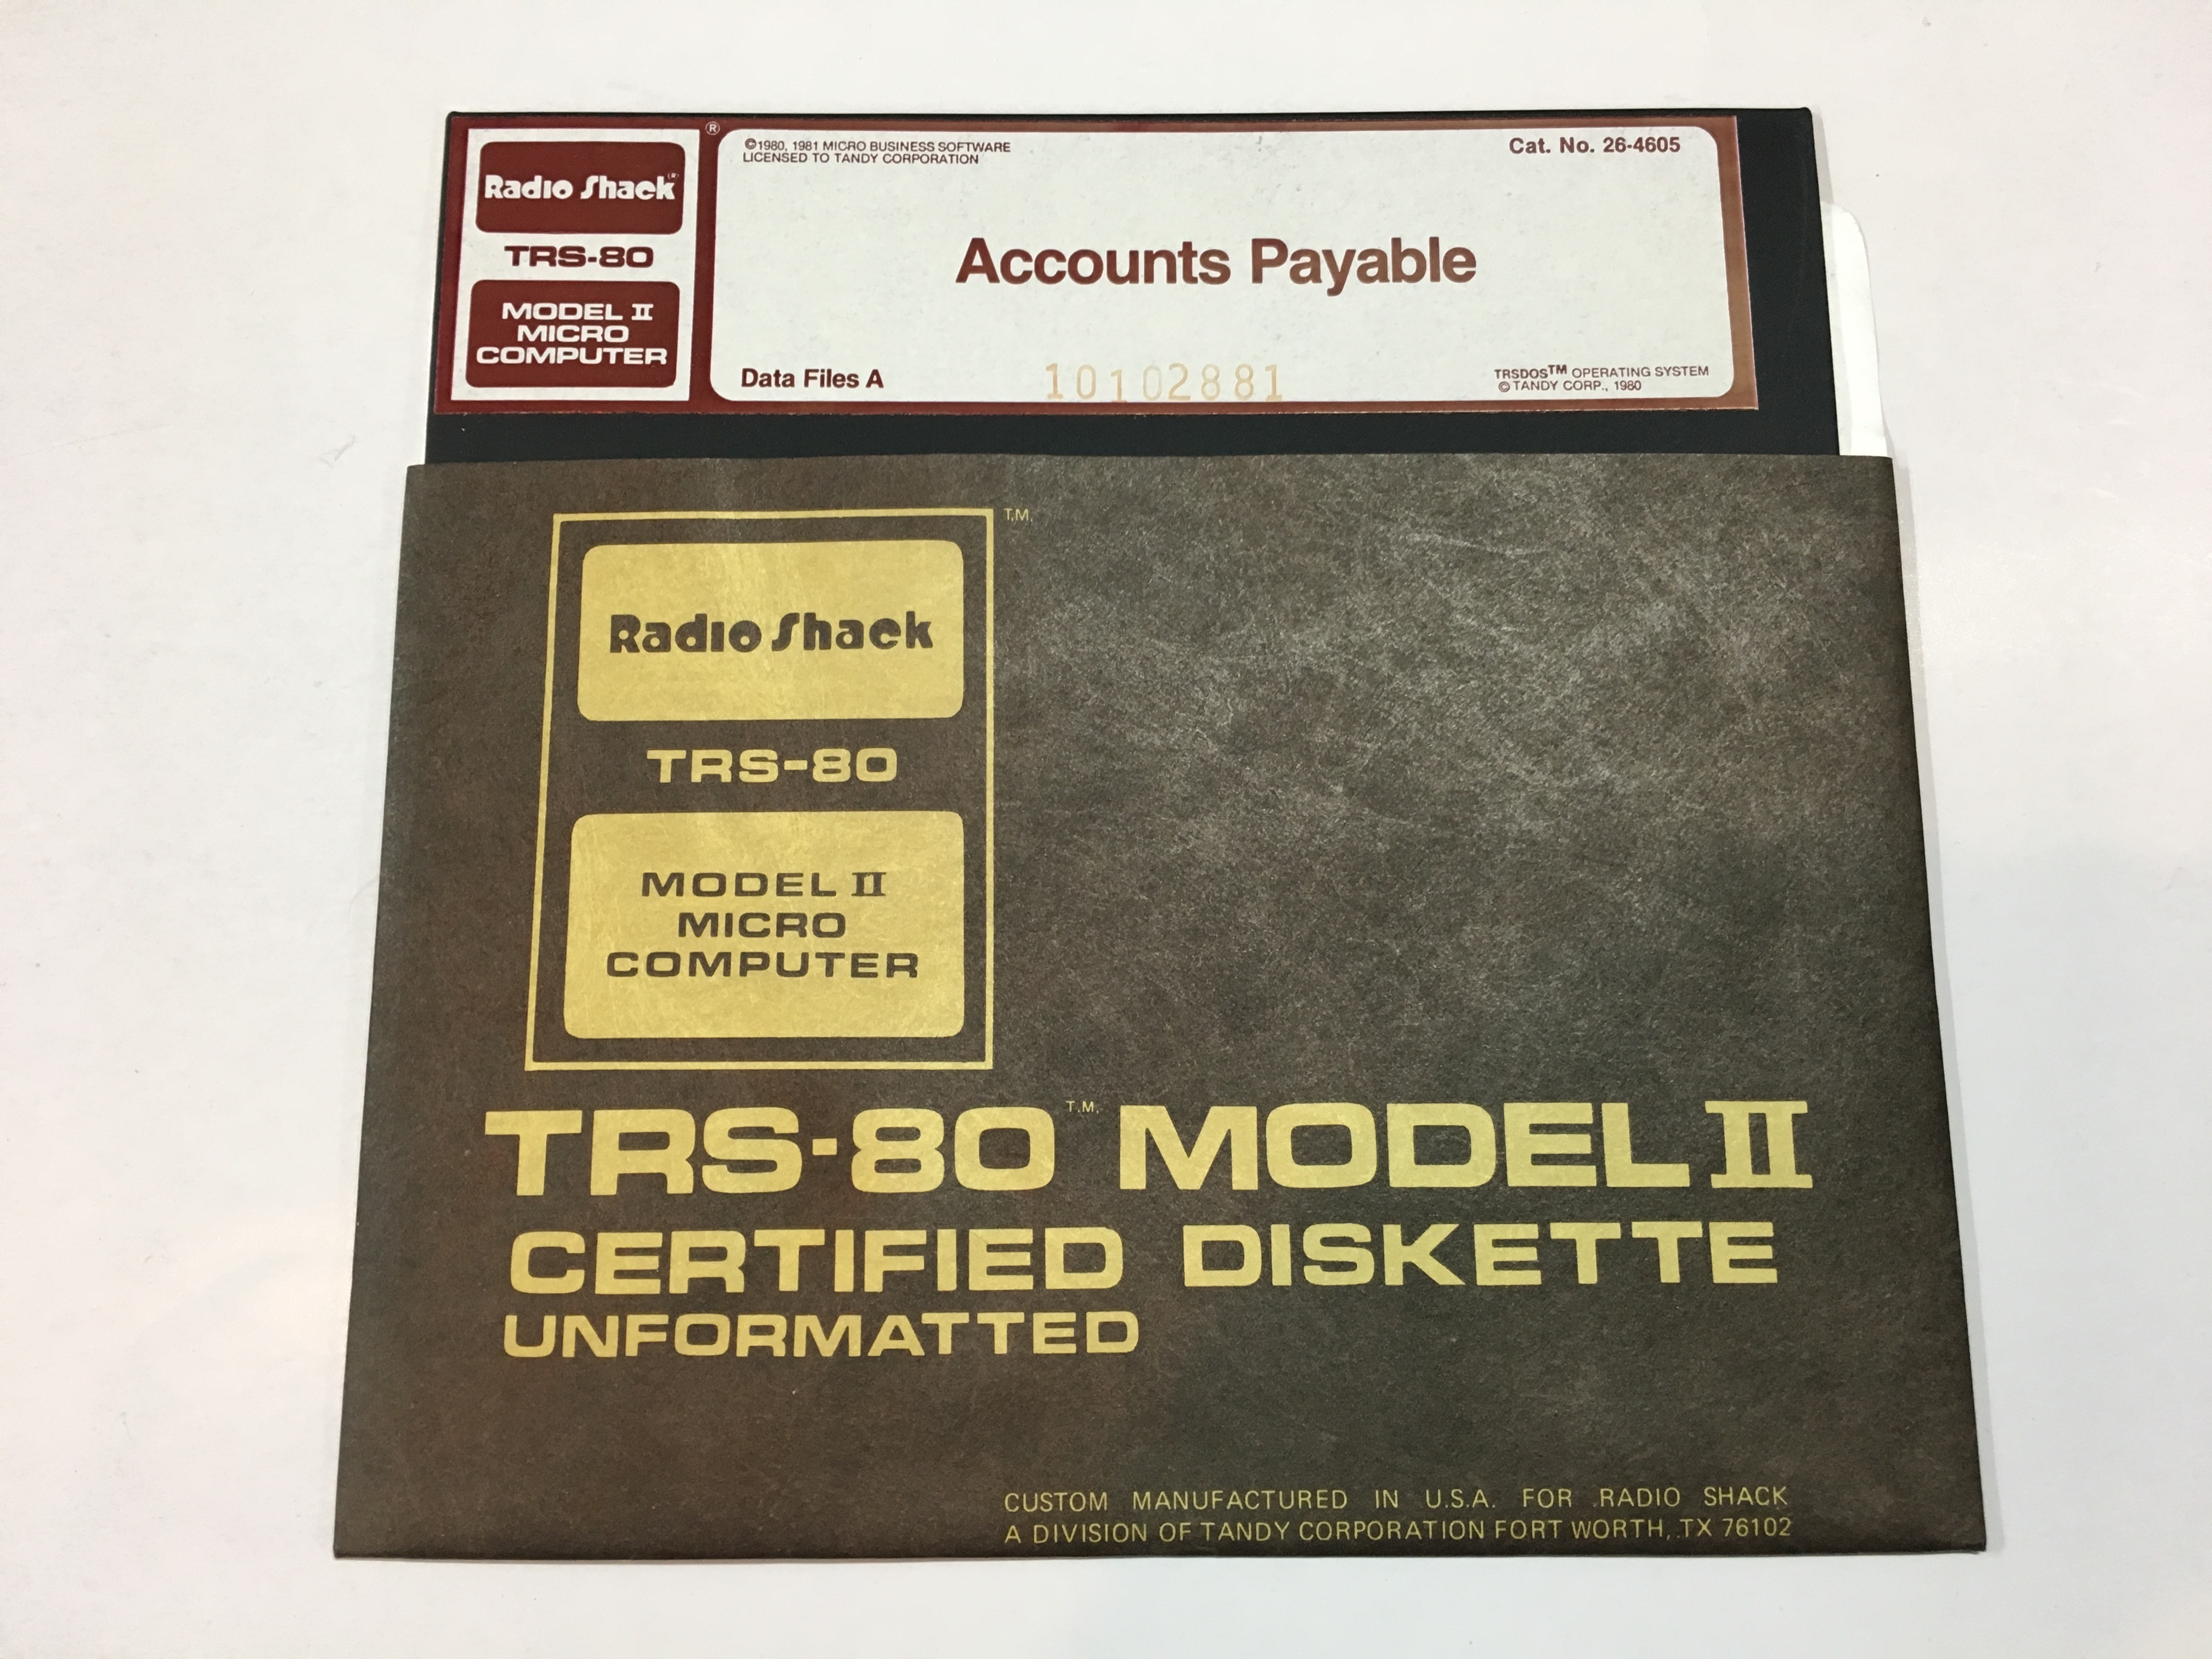 Radio Shack®
TRS-80
MODEL II
MICRO
COMPUTER
®
©1980, 1981 MICRO BUSINESS SOFTWARE
LICENSED TO TANDY CORPORATION
Cat. No. 26-4605
Accounts Payable
Data Files A
10102881
TRSDOS™ OPERATING SYSTEM
© TANDY CORP., 1980
T.M.
Radio Shack
TRS-80
MODEL II
MICRO
COMPUTER
TRS-80 T.M. MODEL II
CERTIFIED DISKETTE
UNFORMATTED
CUSTOM MANUFACTURED IN U.S.A. FOR RADIO SHACK
A DIVISION OF TANDY CORPORATION FORT WORTH, TX 76102